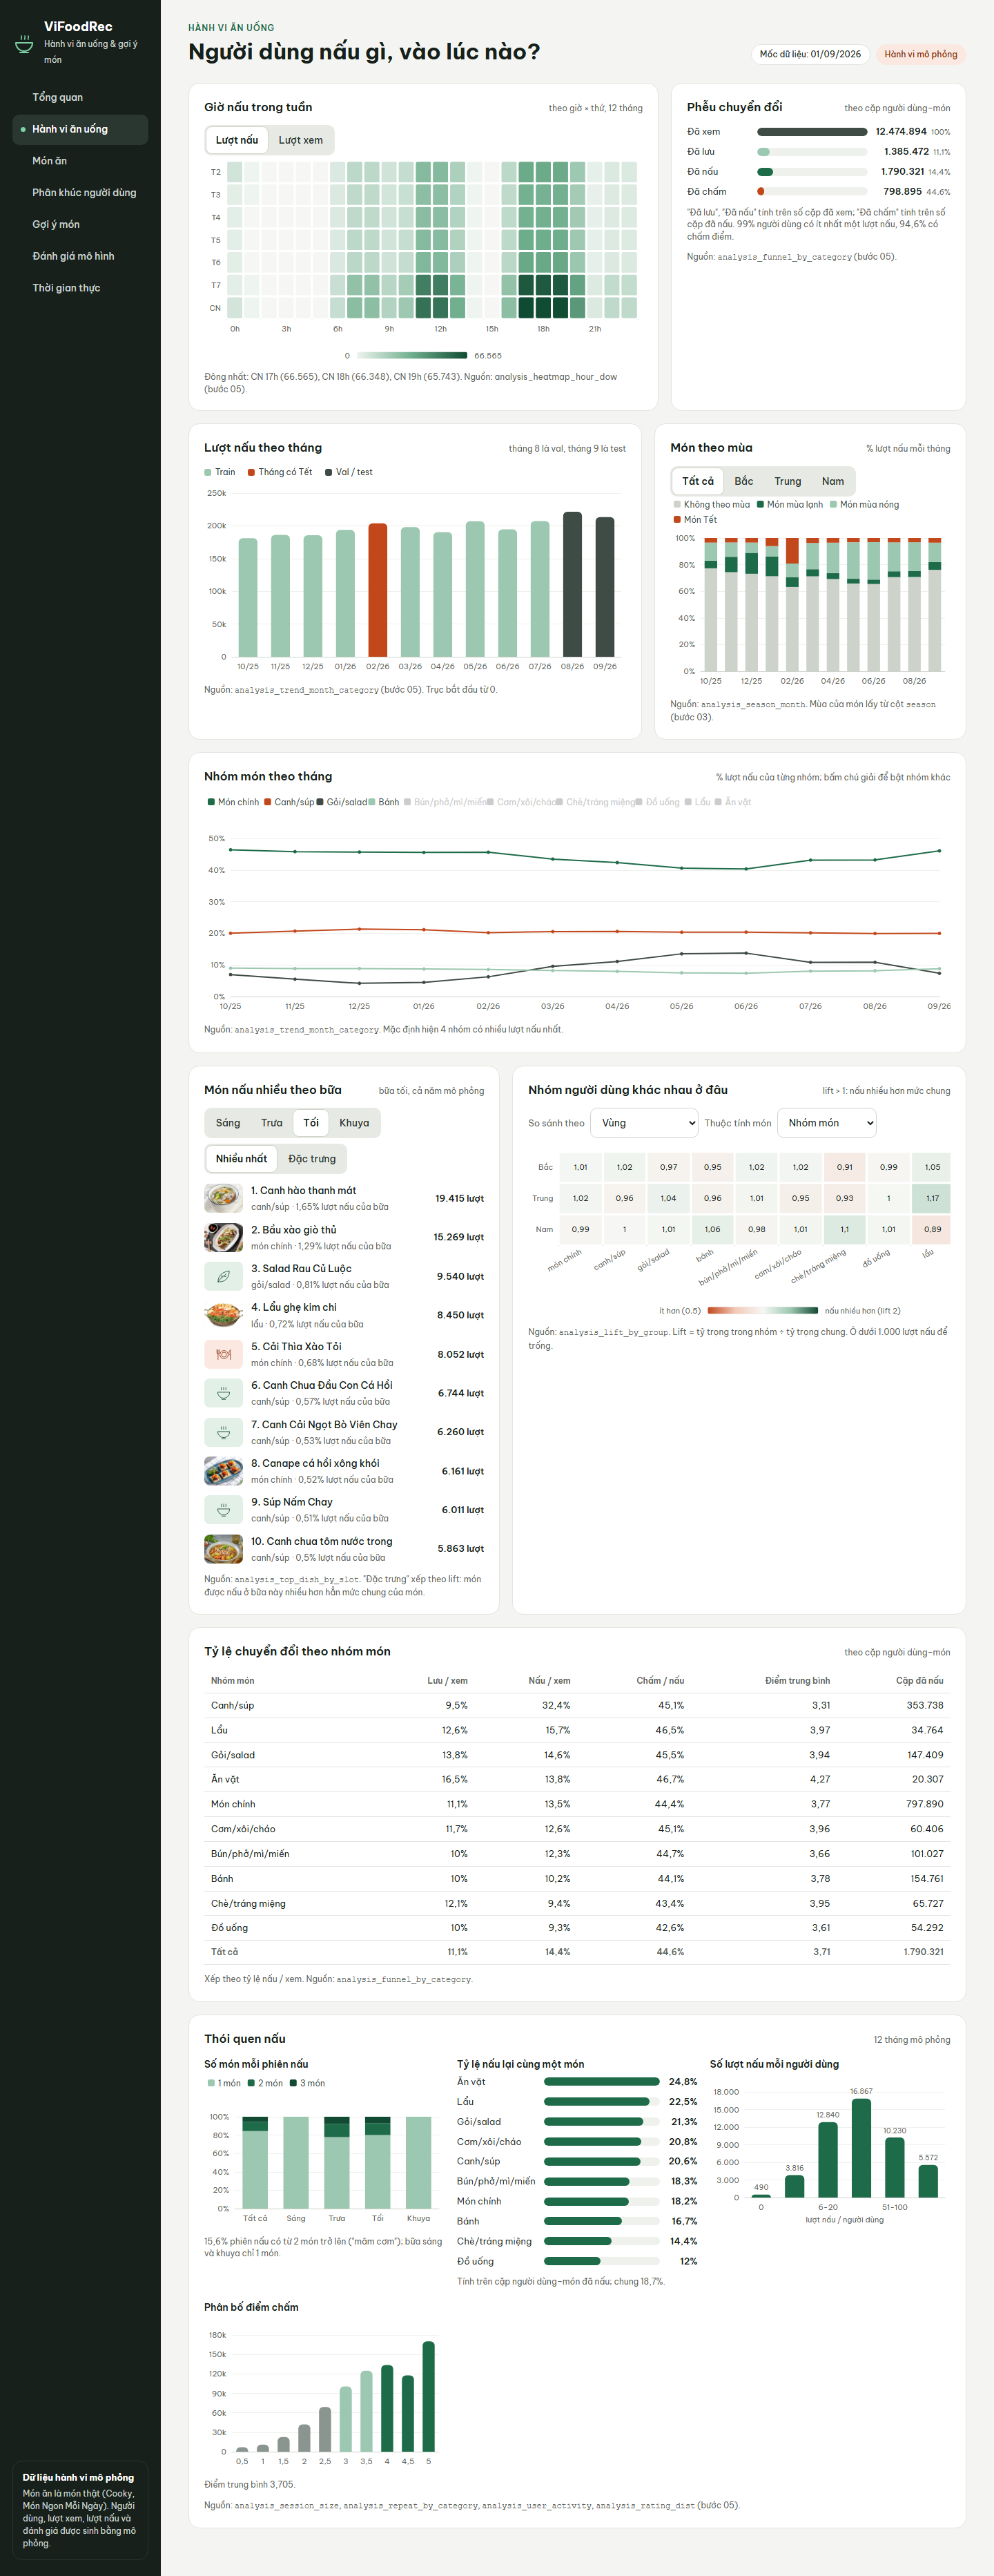 ViFoodRec
Hành vi ăn uống & gợi ý
món
Tổng quan
Hành vi ăn uống
Món ăn
Phân khúc người dùng
Gợi ý món
Đánh giá mô hình
Thời gian thực
Dữ liệu hành vi mô phỏng
Món ăn là món thật (Cooky,
Món Ngon Mỗi Ngày). Người
dùng, lượt xem, lượt nấu và
đánh giá được sinh bằng mô
phỏng.
HÀNH VI ĂN UỐNG
Người dùng nấu gì, vào lúc nào?
Mốc dữ liệu: 01/09/2026
Hành vi mô phỏng
Giờ nấu trong tuần
theo giờ × thứ, 12 tháng
Lượt nấu Lượt xem
T2
T3
T4
T5
T6
T7
CN
0h 3h 6h 9h 12h 15h 18h 21h
0 66.565
Đông nhất: CN 17h (66.565), CN 18h (66.348), CN 19h (65.743). Nguồn: analysis_heatmap_hour_dow
(bước 05).
Phễu chuyển đổi
theo cặp người dùng–món
Đã xem 12.474.894 100%
Đã lưu 1.385.472 11,1%
Đã nấu 1.790.321 14,4%
Đã chấm 798.895 44,6%
"Đã lưu", "Đã nấu" tính trên số cặp đã xem; "Đã chấm" tính trên số
cặp đã nấu. 99% người dùng có ít nhất một lượt nấu, 94,6% có
chấm điểm.
Nguồn: analysis_funnel_by_category (bước 05).
Lượt nấu theo tháng
tháng 8 là val, tháng 9 là test
Train Tháng có Tết Val / test
250k
200k
150k
100k
50k
0
10/25 11/25 12/25 01/26 02/26 03/26 04/26 05/26 06/26 07/26 08/26 09/26
Nguồn: analysis_trend_month_category (bước 05). Trục bắt đầu từ 0.
Món theo mùa
% lượt nấu mỗi tháng
Tất cả Bắc Trung Nam
Không theo mùa Món mùa lạnh Món mùa nóng
Món Tết
100%
80%
60%
40%
20%
0%
10/25 12/25 02/26 04/26 06/26 08/26
Nguồn: analysis_season_month. Mùa của món lấy từ cột season
(bước 03).
Nhóm món theo tháng
% lượt nấu của từng nhóm; bấm chú giải để bật nhóm khác
Món chính Canh/súp Gỏi/salad Bánh Bún/phở/mì/miến Cơm/xôi/cháo Chè/tráng miệng Đồ uống Lẩu Ăn vặt
50%
40%
30%
20%
10%
0%
10/25 11/25 12/25 01/26 02/26 03/26 04/26 05/26 06/26 07/26 08/26 09/26
Nguồn: analysis_trend_month_category. Mặc định hiện 4 nhóm có nhiều lượt nấu nhất.
Món nấu nhiều theo bữa
bữa tối, cả năm mô phỏng
Sáng Trưa Tối Khuya
Nhiều nhất Đặc trưng
1. Canh hào thanh mát
canh/súp · 1,65% lượt nấu của bữa
19.415 lượt
2. Bầu xào giò thủ
món chính · 1,29% lượt nấu của bữa
15.269 lượt
3. Salad Rau Củ Luộc
gỏi/salad · 0,81% lượt nấu của bữa
9.540 lượt
4. Lẩu ghẹ kim chi
lẩu · 0,72% lượt nấu của bữa
8.450 lượt
5. Cải Thìa Xào Tỏi
món chính · 0,68% lượt nấu của bữa
8.052 lượt
6. Canh Chua Đầu Con Cá Hồi
canh/súp · 0,57% lượt nấu của bữa
6.744 lượt
7. Canh Cải Ngọt Bò Viên Chay
canh/súp · 0,53% lượt nấu của bữa
6.260 lượt
8. Canape cá hồi xông khói
món chính · 0,52% lượt nấu của bữa
6.161 lượt
9. Súp Nấm Chay
canh/súp · 0,51% lượt nấu của bữa
6.011 lượt
10. Canh chua tôm nước trong
canh/súp · 0,5% lượt nấu của bữa
5.863 lượt
Nguồn: analysis_top_dish_by_slot. "Đặc trưng" xếp theo lift: món
được nấu ở bữa này nhiều hơn hẳn mức chung của món.
Nhóm người dùng khác nhau ở đâu
lift > 1: nấu nhiều hơn mức chung
So sánh theo Vùng Thuộc tính món Nhóm món
Bắc 1,01 1,02 0,97 0,95 1,02 1,02 0,91 0,99 1,05
Trung 1,02 0,96 1,04 0,96 1,01 0,95 0,93 1 1,17
Nam 0,99 1 1,01 1,06 0,98 1,01 1,1 1,01 0,89
món chính canh/súp gỏi/salad bánh bún/phở/mì/miến cơm/xôi/cháo chè/tráng miệng đồ uống lẩu
ít hơn (0,5) nấu nhiều hơn (lift 2)
Nguồn: analysis_lift_by_group. Lift = tỷ trọng trong nhóm ÷ tỷ trọng chung. Ô dưới 1.000 lượt nấu để
trống.
Tỷ lệ chuyển đổi theo nhóm món
theo cặp người dùng–món
Nhóm món Lưu / xem Nấu / xem Chấm / nấu Điểm trung bình Cặp đã nấu
Canh/súp 9,5% 32,4% 45,1% 3,31 353.738
Lẩu 12,6% 15,7% 46,5% 3,97 34.764
Gỏi/salad 13,8% 14,6% 45,5% 3,94 147.409
Ăn vặt 16,5% 13,8% 46,7% 4,27 20.307
Món chính 11,1% 13,5% 44,4% 3,77 797.890
Cơm/xôi/cháo 11,7% 12,6% 45,1% 3,96 60.406
Bún/phở/mì/miến 10% 12,3% 44,7% 3,66 101.027
Bánh 10% 10,2% 44,1% 3,78 154.761
Chè/tráng miệng 12,1% 9,4% 43,4% 3,95 65.727
Đồ uống 10% 9,3% 42,6% 3,61 54.292
Tất cả 11,1% 14,4% 44,6% 3,71 1.790.321
Xếp theo tỷ lệ nấu / xem. Nguồn: analysis_funnel_by_category.
Thói quen nấu
12 tháng mô phỏng
Số món mỗi phiên nấu
1 món 2 món 3 món
100%
80%
60%
40%
20%
0%
Tất cả Sáng Trưa Tối Khuya
15,6% phiên nấu có từ 2 món trở lên ("mâm cơm"); bữa sáng
và khuya chỉ 1 món.
Tỷ lệ nấu lại cùng một món
Ăn vặt 24,8%
Lẩu 22,5%
Gỏi/salad 21,3%
Cơm/xôi/cháo 20,8%
Canh/súp 20,6%
Bún/phở/mì/miến 18,3%
Món chính 18,2%
Bánh 16,7%
Chè/tráng miệng 14,4%
Đồ uống 12%
Tính trên cặp người dùng–món đã nấu; chung 18,7%.
Số lượt nấu mỗi người dùng
18.000
15.000
12.000
9.000
6.000
3.000
0
490 3.816 12.840 16.867 10.230 5.572
0 6–20 51–100
lượt nấu / người dùng
Phân bố điểm chấm
180k
150k
120k
90k
60k
30k
0
0,5 1 1,5 2 2,5 3 3,5 4 4,5 5
Điểm trung bình 3,705.
Nguồn: analysis_session_size, analysis_repeat_by_category, analysis_user_activity, analysis_rating_dist (bước 05).